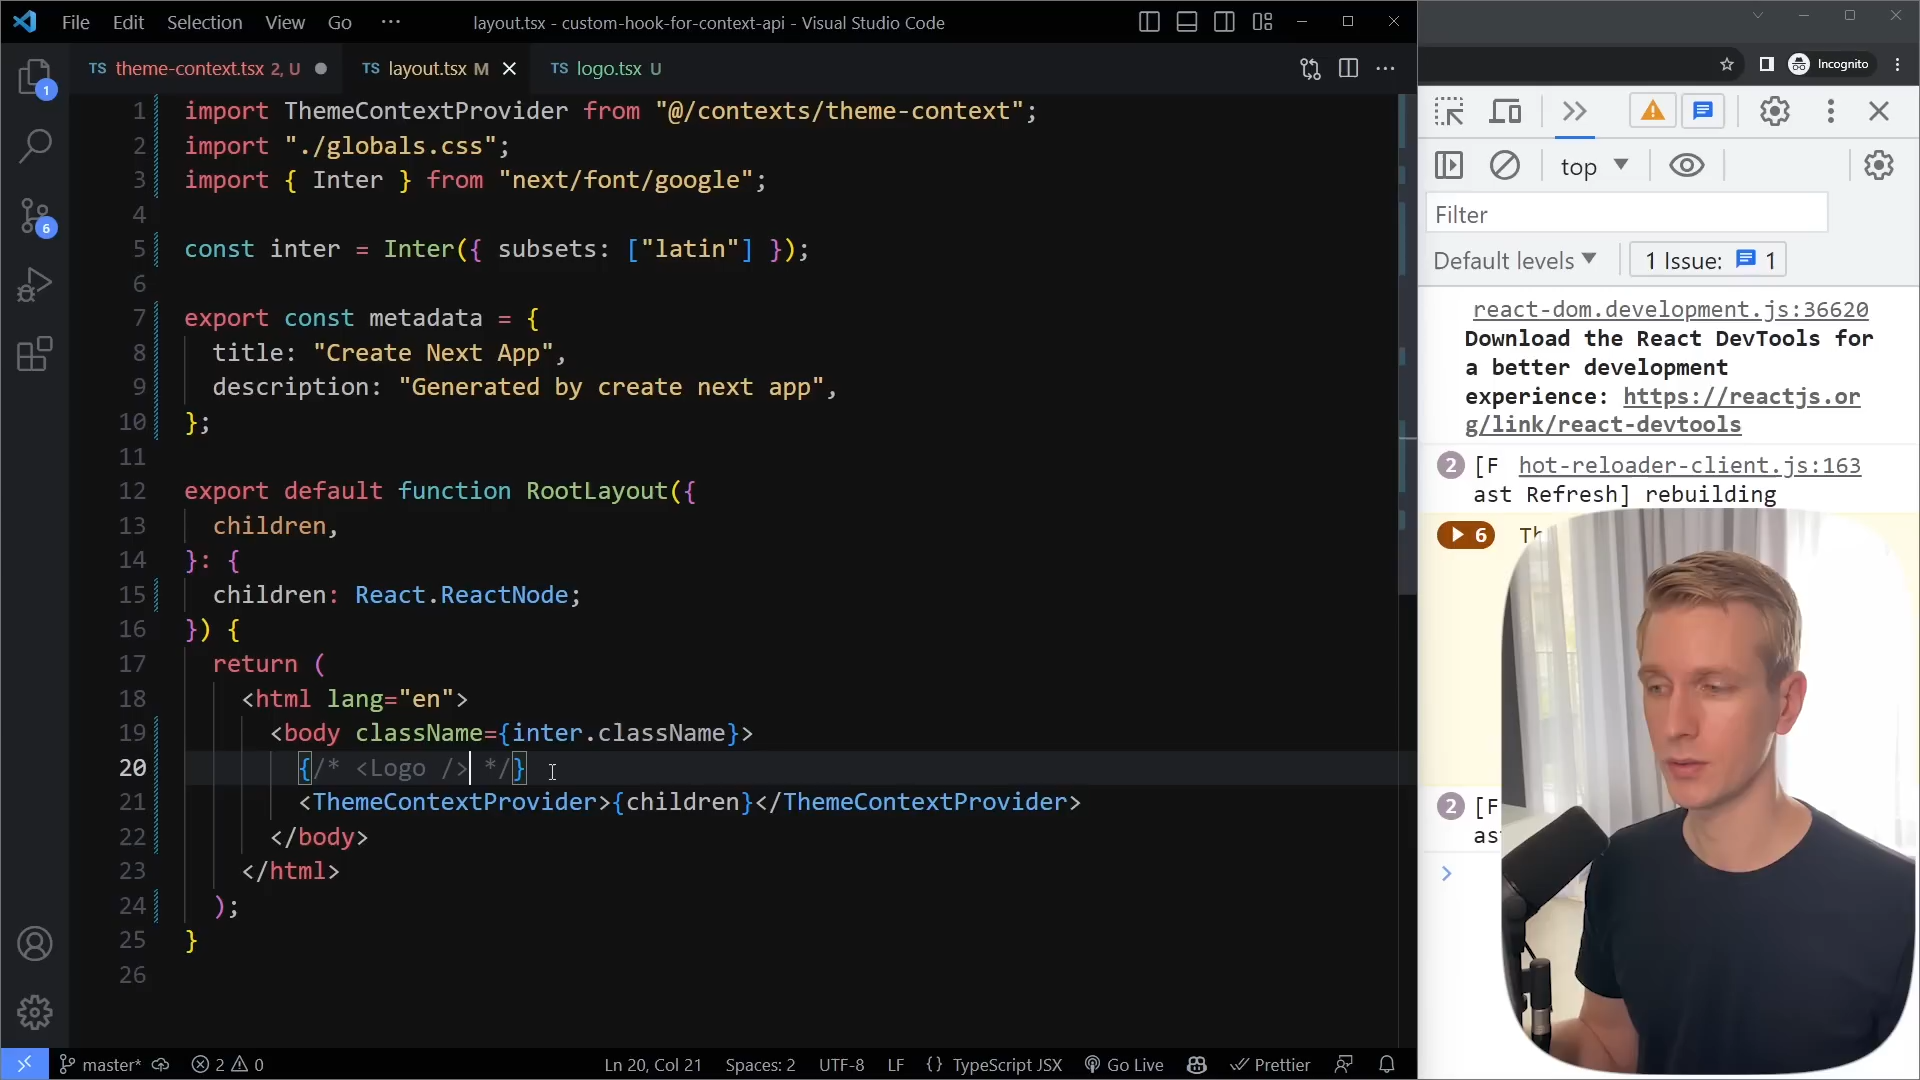 File Edit Selection View Go ···
layout.tsx - custom-hook-for-context-api - Visual Studio Code
TS theme-context.tsx 2, U
TS layout.tsx M
TS logo.tsx U
1 import ThemeContextProvider from "@/contexts/theme-context";
2 import "./globals.css";
3 import { Inter } from "next/font/google";
4
5 const inter = Inter({ subsets: ["latin"] });
6
7 export const metadata = {
8 title: "Create Next App",
9 description: "Generated by create next app",
10 };
11
12 export default function RootLayout({
13 children,
14 }: {
15 children: React.ReactNode;
16 }) {
17 return (
18 <html lang="en">
19 <body className={inter.className}>
20 {/* <Logo /> */}
21 <ThemeContextProvider>{children}</ThemeContextProvider>
22 </body>
23 </html>
24 );
25 }
26
1
6
master* 2 0 Ln 20, Col 21 Spaces: 2 UTF-8 LF {} TypeScript JSX Go Live Prettier
Incognito
top
Filter
Default levels 1 Issue: 1
react-dom.development.js:36620
Download the React DevTools for
a better development
experience: https://reactjs.or
g/link/react-devtools
2 [F hot-reloader-client.js:163
ast Refresh] rebuilding
6
2 [F